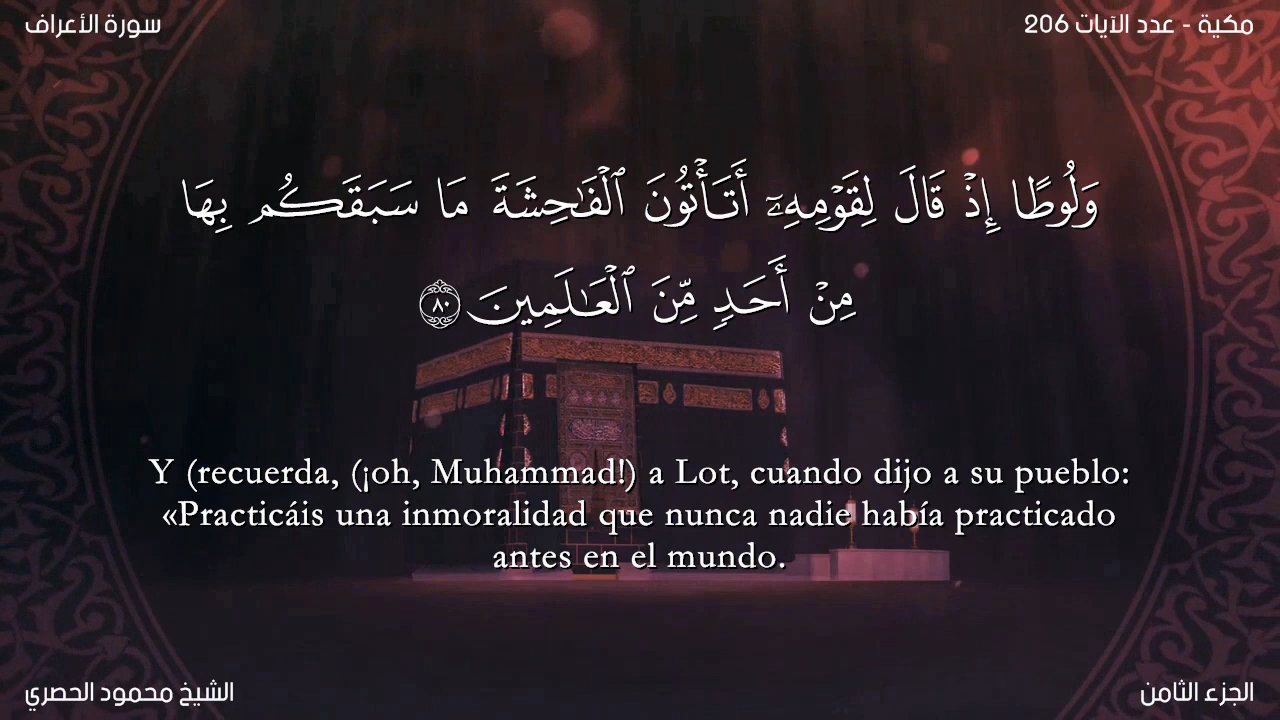 سورة الأعراف
مكية - عدد الآيات 206
وَلُوطًا إِذۡ قَالَ لِقَوۡمِهِۦٓ أَتَأۡتُونَ ٱلۡفَٰحِشَةَ مَا سَبَقَكُم بِهَا
مِنۡ أَحَدٖ مِّنَ ٱلۡعَٰلَمِينَ ٨٠
Y (recuerda, (¡oh, Muhammad!) a Lot, cuando dijo a su pueblo:
«Practicáis una inmoralidad que nunca nadie había practicado
antes en el mundo.
الشيخ محمود الحصري
الجزء الثامن